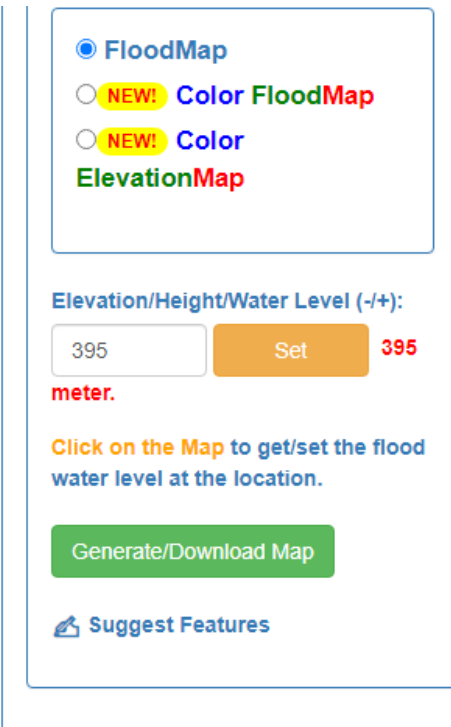 FloodMap
NEW! Color FloodMap
NEW! Color
ElevationMap
Elevation/Height/Water Level (-/+):
395 Set 395
meter.
Click on the Map to get/set the flood
water level at the location.
Generate/Download Map
Suggest Features